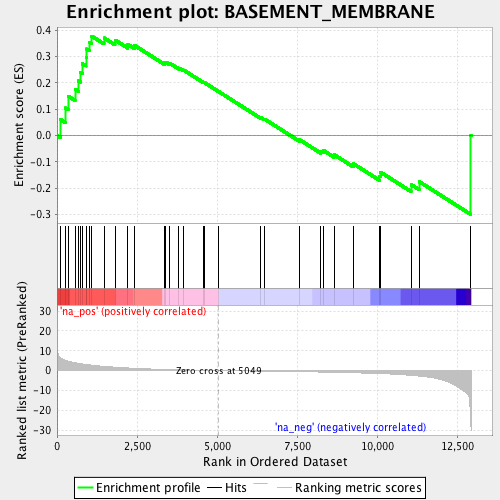 Enrichment plot: BASEMENT_MEMBRANE
Enrichment score (ES)
0.4
0.3
0.2
0.1
0.0
-0.1
-0.2
-0.3
'na_pos' (positively correlated)
Ranked list metric (PreRanked)
30
20
10
0
-10
-20
-30
Zero cross at 5049
'na_neg' (negatively correlated)
0 2,500 5,000 7,500 10,000 12,500
Rank in Ordered Dataset
Enrichment profile Hits Ranking metric scores